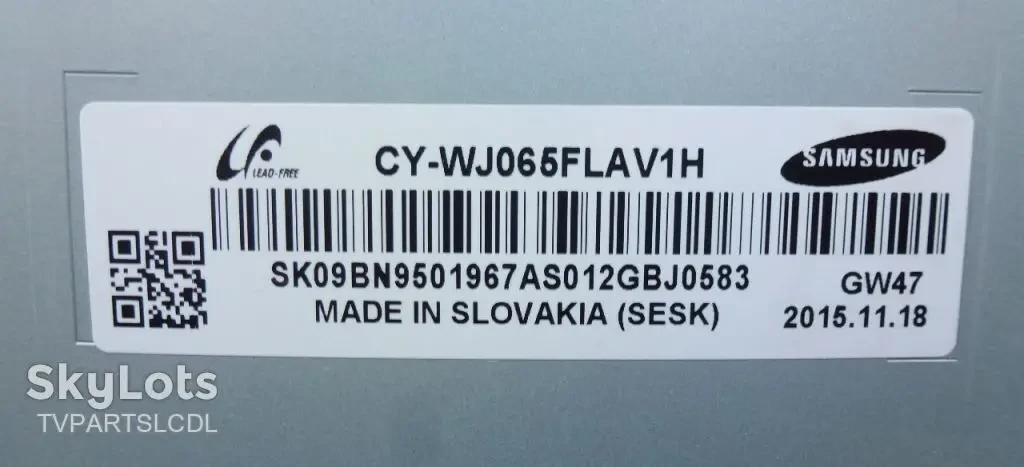 LEAD-FREE
CY-WJ065FLAV1H
SAMSUNG
SK09BN9501967AS012GBJ0583
GW47
MADE IN SLOVAKIA (SESK)
2015.11.18
SkyLots
TVPARTSLCDL